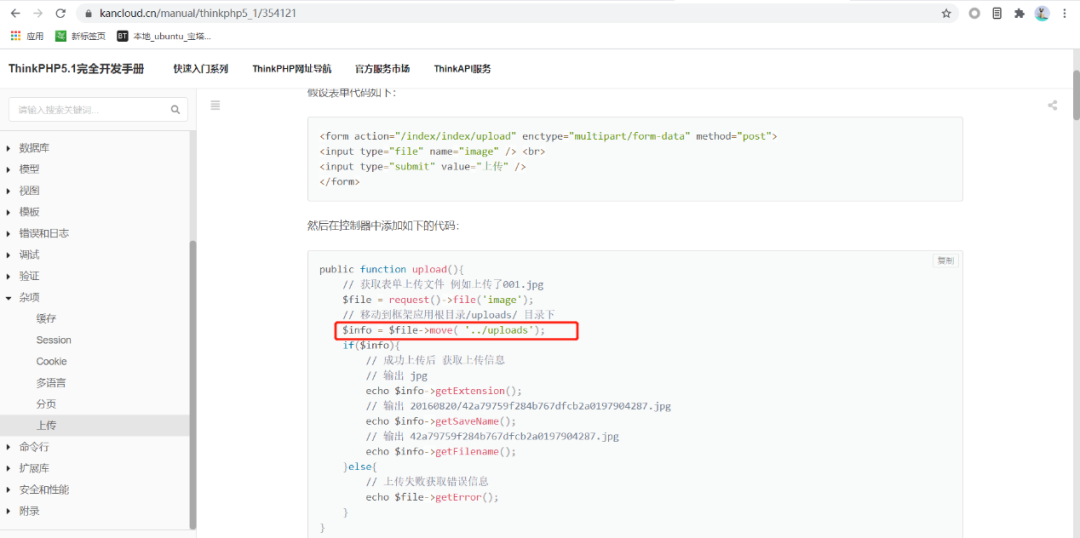 kancloud.cn/manual/thinkphp5_1/354121
应用 新标签页 BT 本地_ubuntu_宝塔...
ThinkPHP5.1完全开发手册 快速入门系列 ThinkPHP网址导航 官方服务市场 ThinkAPI服务
请输入搜索关键词...
数据库
模型
视图
模板
错误和日志
调试
验证
杂项
缓存
Session
Cookie
多语言
分页
上传
命令行
扩展库
安全和性能
附录
假设表单代码如下:
<form action="/index/index/upload" enctype="multipart/form-data" method="post">
<input type="file" name="image" /> <br>
<input type="submit" value="上传" />
</form>
然后在控制器中添加如下的代码:
复制
public function upload(){
// 获取表单上传文件 例如上传了001.jpg
$file = request()->file('image');
// 移动到框架应用根目录/uploads/ 目录下
$info = $file->move( '../uploads');
if($info){
// 成功上传后 获取上传信息
// 输出 jpg
echo $info->getExtension();
// 输出 20160820/42a79759f284b767dfcb2a0197904287.jpg
echo $info->getSaveName();
// 输出 42a79759f284b767dfcb2a0197904287.jpg
echo $info->getFilename();
}else{
// 上传失败获取错误信息
echo $file->getError();
}
}